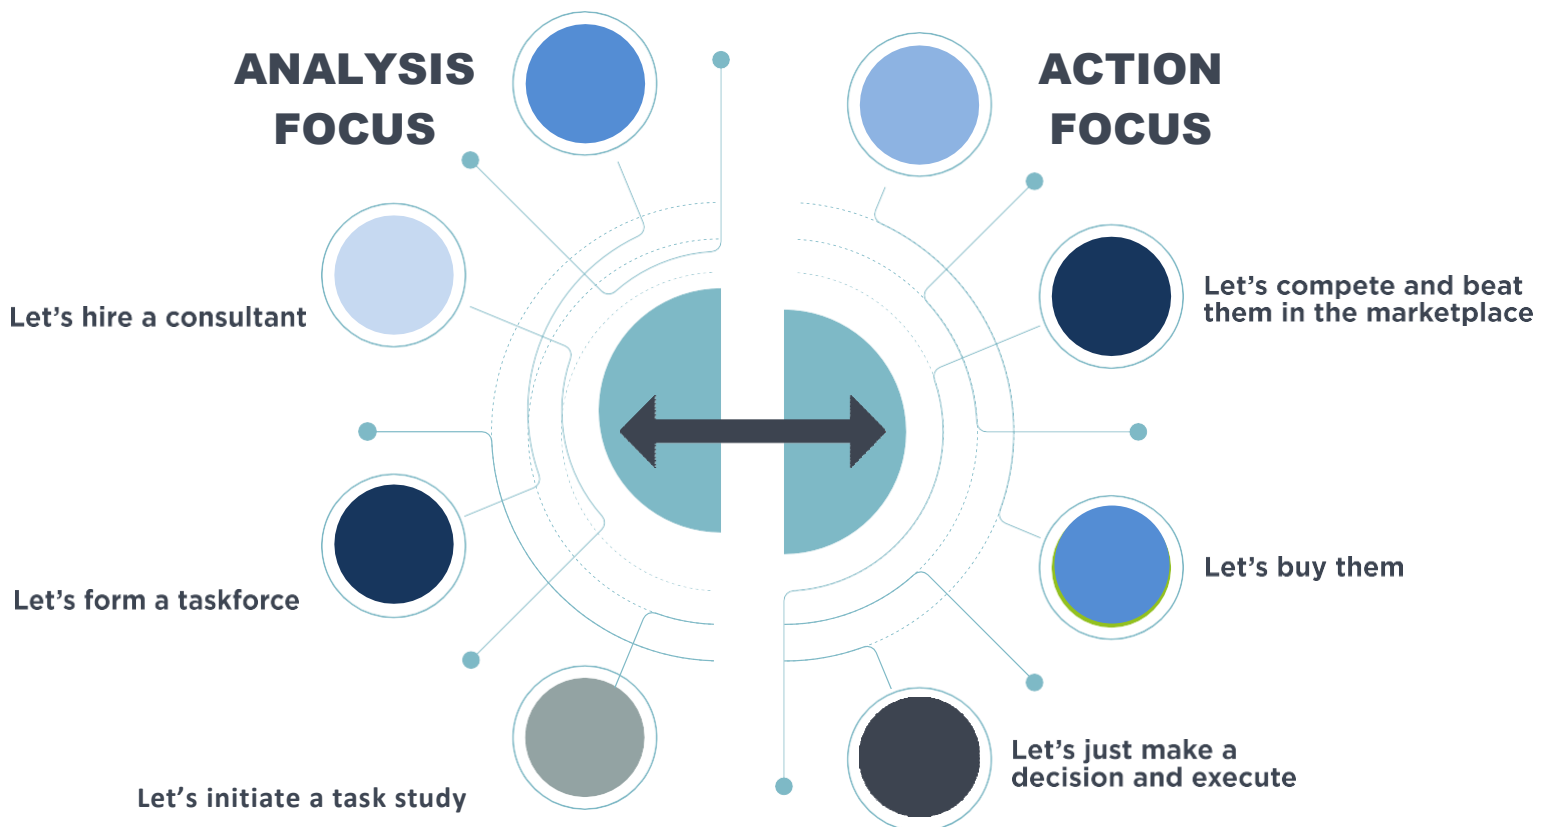 ANALYSIS
FOCUS
Let's hire a consultant
Let's form a taskforce
Let's initiate a task study
ACTION
FOCUS
Let's compete and beat
them in the marketplace
Let's buy them
Let's just make a
decision and execute